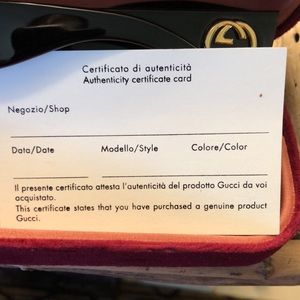 Certificato di autenticità
Authenticity certificate card
Negozio/Shop
Data/Date Modello/Style Colore/Color
Il presente certificato attesta l'autenticità del prodotto Gucci da voi
acquistato.
This certificate states that you have purchased a genuine product
Gucci.